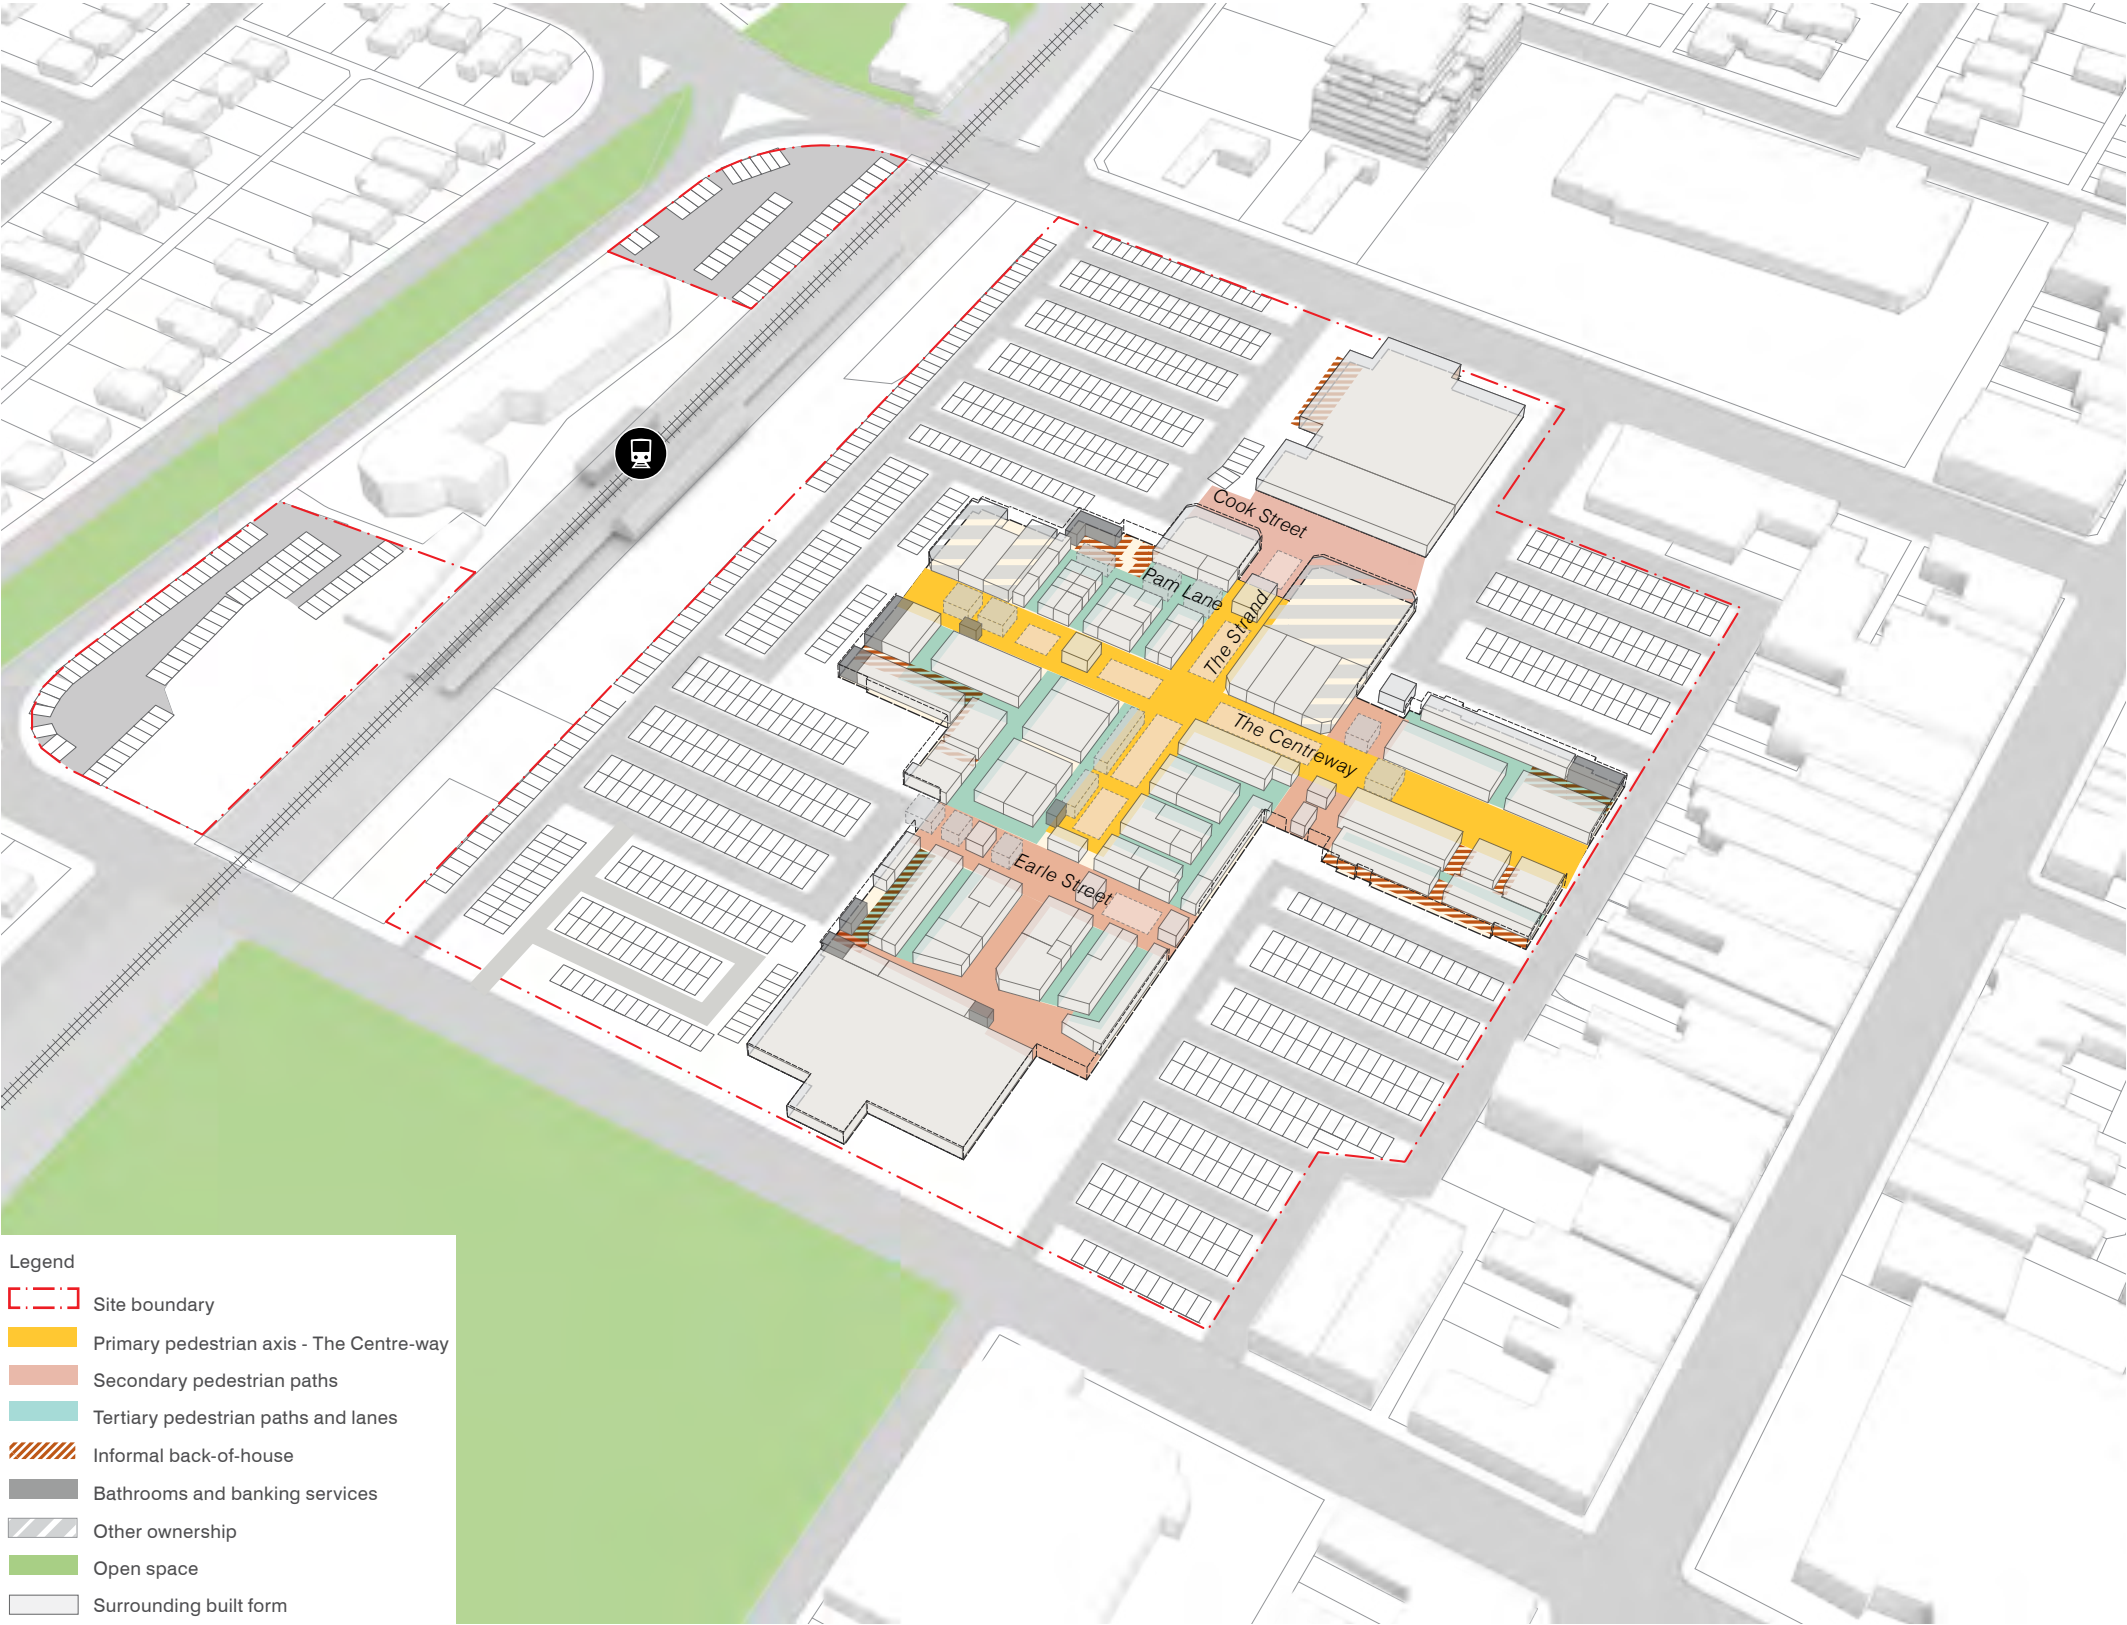 Cook Street
Pam Lane
The Strand
The Centreway
Earle Street
Legend
Site boundary
Primary pedestrian axis - The Centre-way
Secondary pedestrian paths
Tertiary pedestrian paths and lanes
Informal back-of-house
Bathrooms and banking services
Other ownership
Open space
Surrounding built form